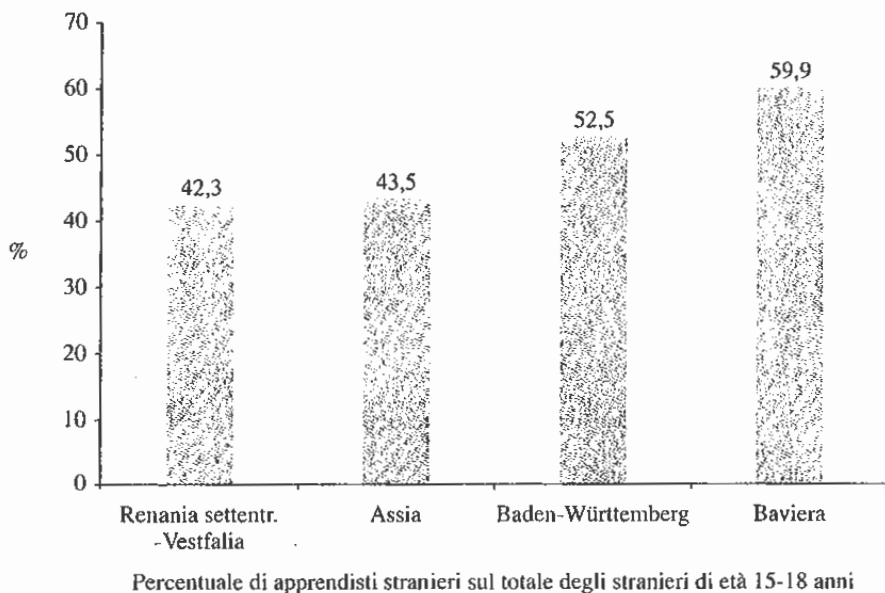 70
60
50
40
30
20
10
0
%
42,3
43,5
52,5
59,9
Renania settentr.
-Vestfalia
Assia
Baden-Württemberg
Baviera
Percentuale di apprendisti stranieri sul totale degli stranieri di età 15-18 anni